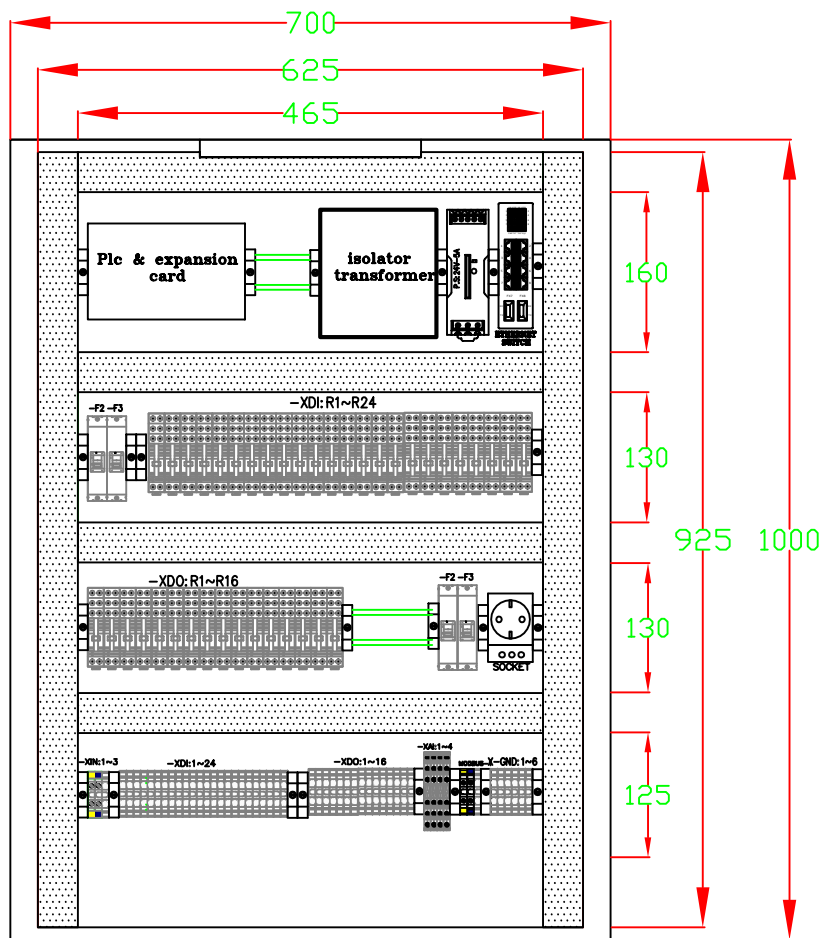 700
625
465
Plc & expansion
card
isolator
transformer
P.S:24V-5A
ETHERNET
SWITCH
160
-F2 -F3
-XDI:R1~R24
130
925
1000
-XDO:R1~R16
-F2 -F3
SOCKET
130
-XIN:1~3
-XDI:1~24
-XDO:1~16
-XAI:1~4
MODBUS
-X-GND:1~6
125